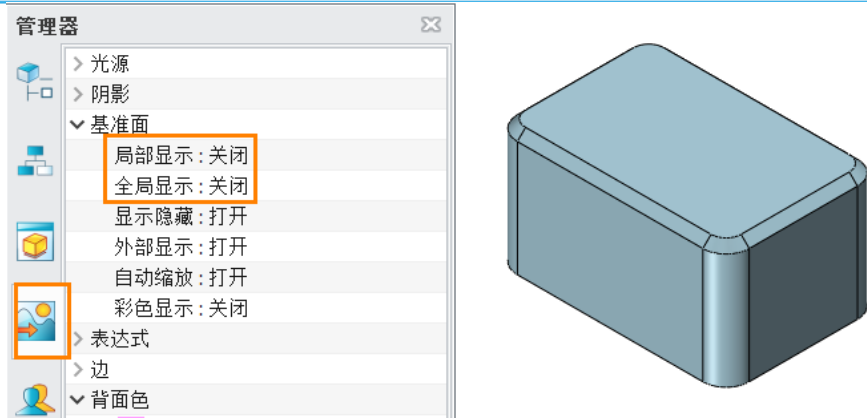 管理器
光源
阴影
基准面
局部显示 : 关闭
全局显示 : 关闭
显示隐藏 : 打开
外部显示 : 打开
自动缩放 : 打开
彩色显示 : 关闭
表达式
边
背面色